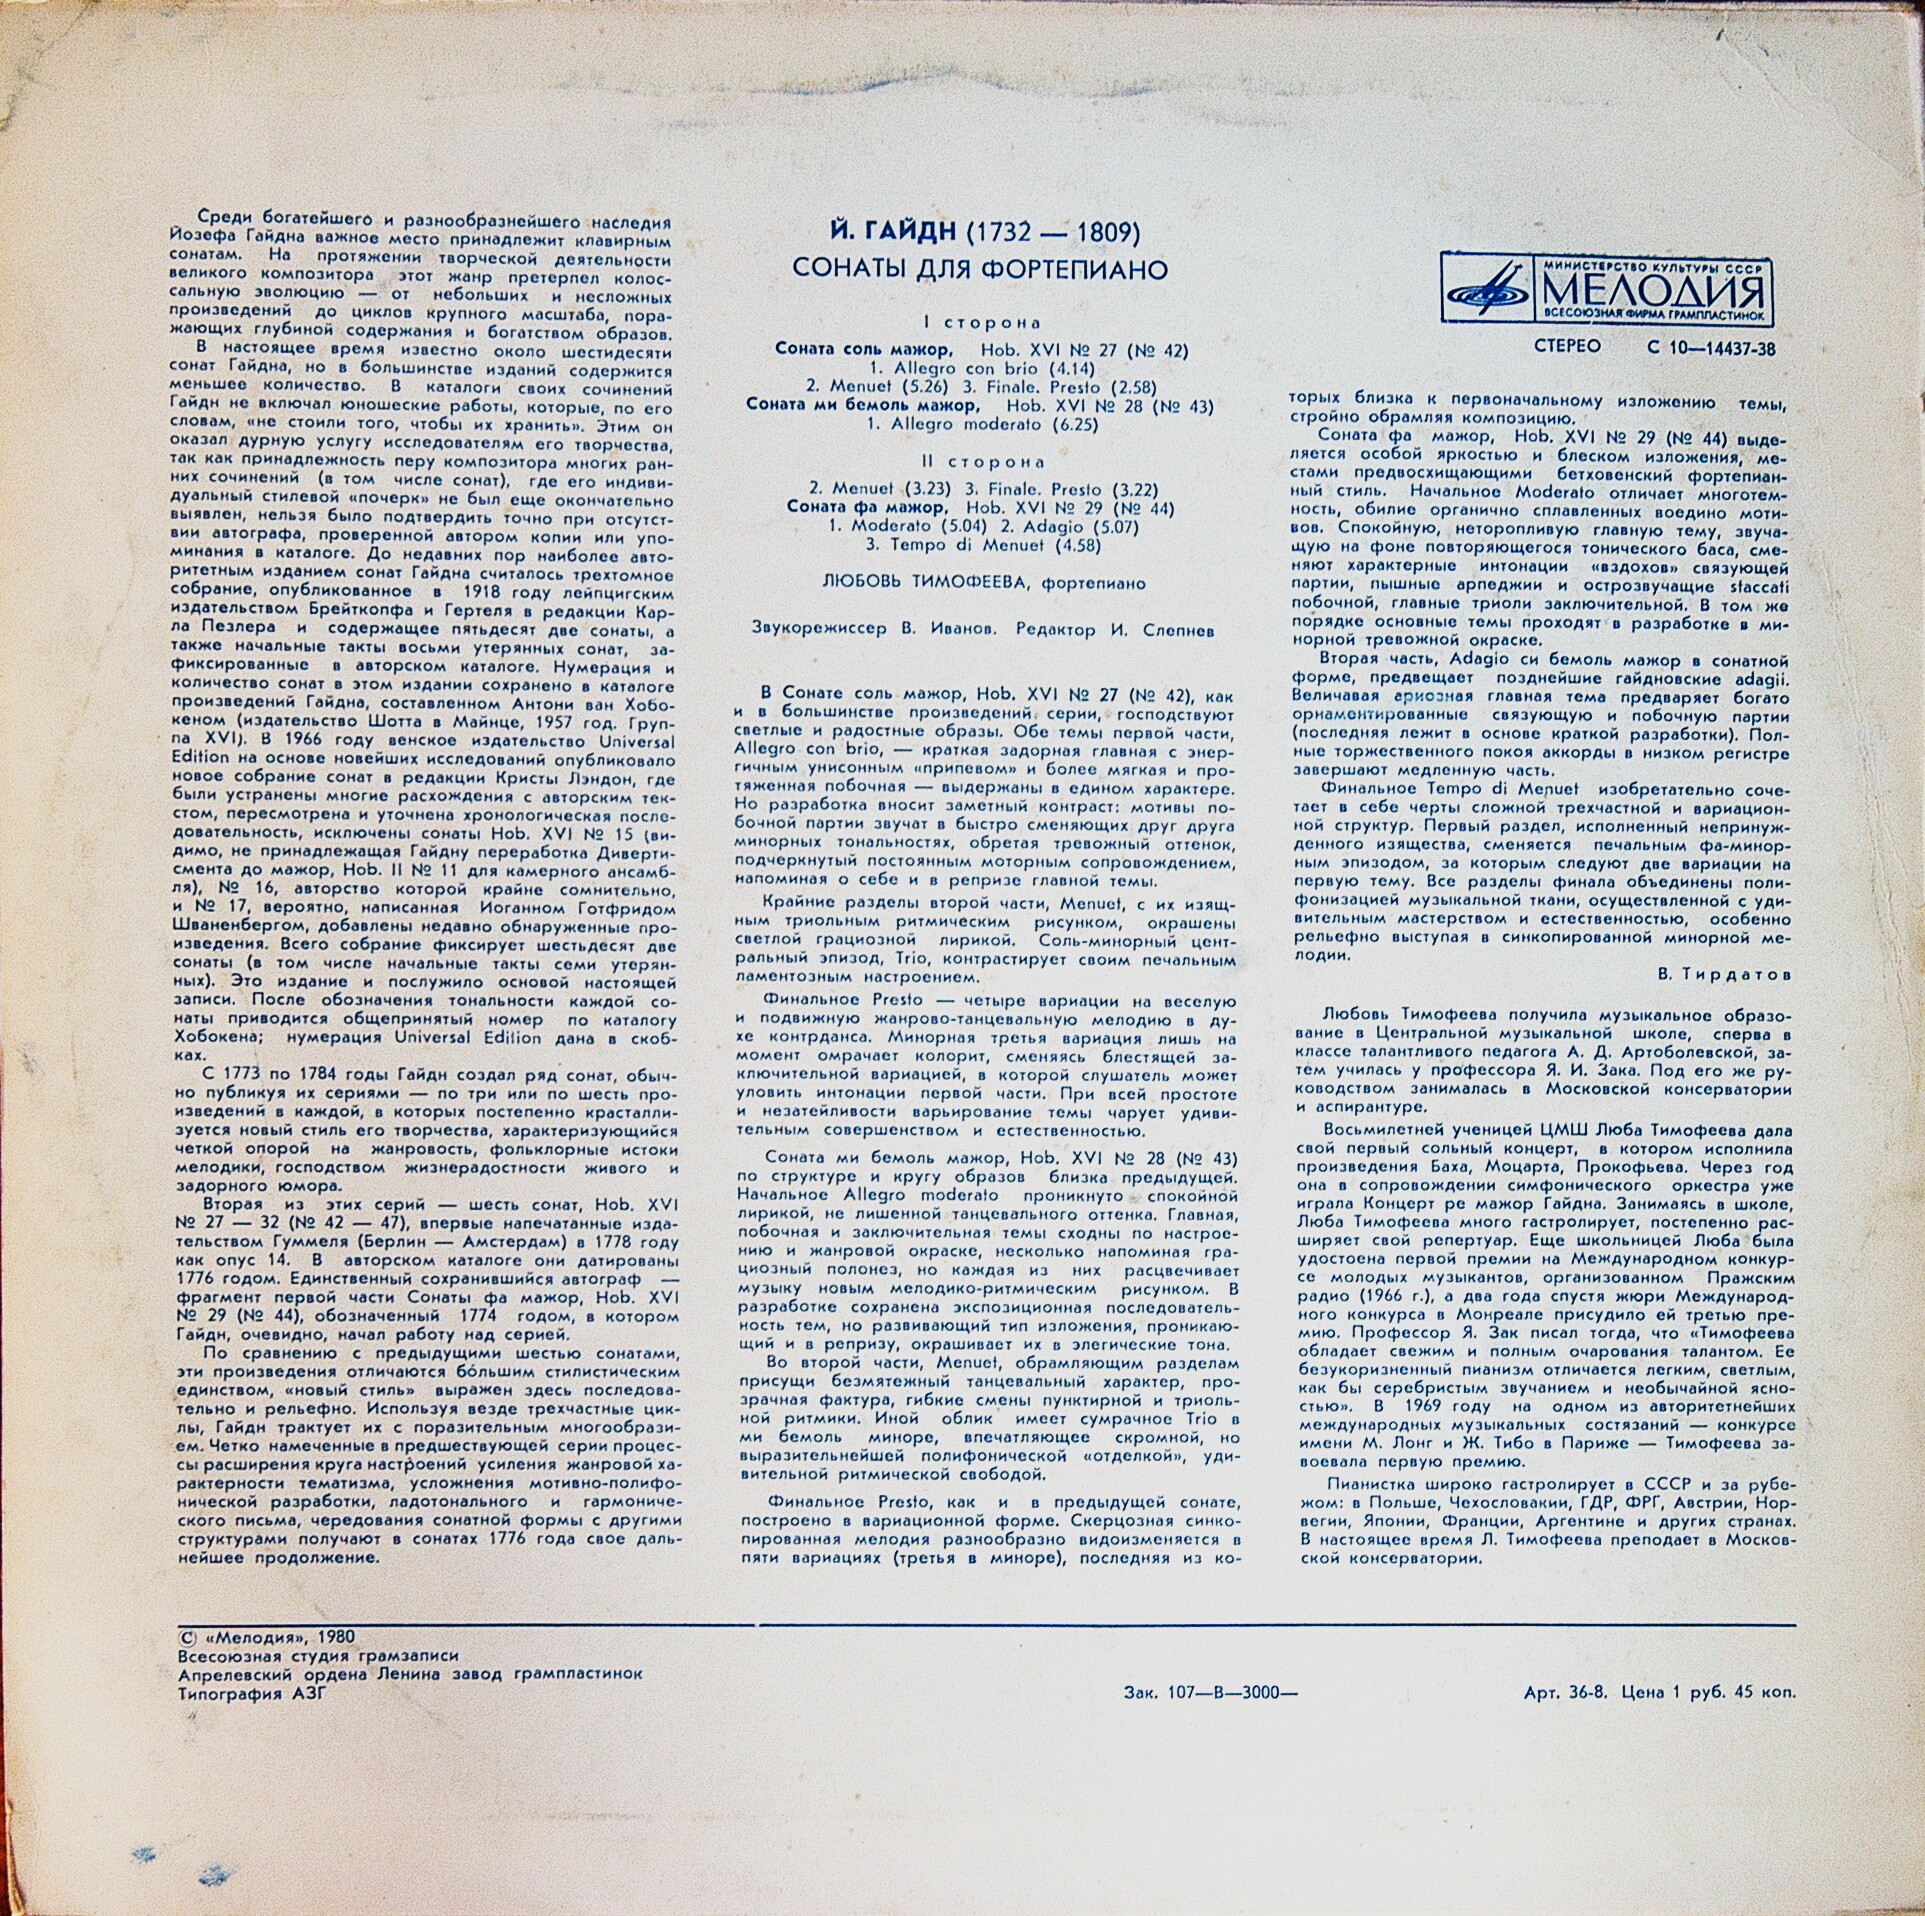 Среди богатейшего и разнообразнейшего наследия
Йозефа Гайдна важное место принадлежит клавирным
сонатам. На протяжении творческой деятельности
великого композитора этот жанр претерпел колос-
сальную эволюцию — от небольших и несложных
произведений до циклов крупного масштаба, пора-
жающих глубиной содержания и богатством образов.
В настоящее время известно около шестидесяти
сонат Гайдна, но в большинстве изданий содержится
меньшее количество. В каталоги своих сочинений
Гайдн не включал юношеские работы, которые, по его
словам, «не стоили того, чтобы их хранить». Этим он
оказал дурную услугу исследователям его творчества,
так как принадлежность перу композитора многих ран-
них сочинений (в том числе сонат), где его индиви-
дуальный стилевой «почерк» не был еще окончательно
выявлен, нельзя было подтвердить точно при отсутст-
вии автографа, проверенной автором копии или упо-
минания в каталоге. До недавних пор наиболее авто-
ритетным изданием сонат Гайдна считалось трехтомное
собрание, опубликованное в 1918 году лейпцигским
издательством Брейткопфа и Гертеля в редакции Кар-
ла Пезлера и содержащее пятьдесят две сонаты, а
также начальные такты восьми утерянных сонат, за-
фиксированные в авторском каталоге. Нумерация и
количество сонат в этом издании сохранено в каталоге
произведений Гайдна, составленном Антони ван Хобо-
кеном (издательство Шотта в Майнце, 1957 год. Груп-
па XVI). В 1966 году венское издательство Universal
Edition на основе новейших исследований опубликовало
новое собрание сонат в редакции Кристы Лэндон, где
были устранены многие расхождения с авторским тек-
стом, пересмотрена и уточнена хронологическая после-
довательность, исключены сонаты Hob. XVI № 15 (ви-
димо, не принадлежащая Гайдну переработка Диверти-
смента до мажор, Hob. II № 11 для камерного ансамб-
ля), № 16, авторство которой крайне сомнительно,
и № 17, вероятно, написанная Иоганном Готфридом
Шваненбергом, добавлены недавно обнаруженные про-
изведения. Всего собрание фиксирует шестьдесят две
сонаты (в том числе начальные такты семи утерян-
ных). Это издание и послужило основой настоящей
записи. После обозначения тональности каждой со-
наты приводится общепринятый номер по каталогу
Хобокена; нумерация Universal Edition дана в скоб-
ках.
С 1773 по 1784 годы Гайдн создал ряд сонат, обыч-
но публикуя их сериями — по три или по шесть про-
изведений в каждой, в которых постепенно красталли-
зуется новый стиль его творчества, характеризующийся
четкой опорой на жанровость, фольклорные истоки
мелодики, господством жизнерадостности живого и
задорного юмора.
Вторая из этих серий — шесть сонат, Hob. XVI
№ 27 — 32 (№ 42 — 47), впервые напечатанные изда-
тельством Гуммеля (Берлин — Амстердам) в 1778 году
как опус 14. В авторском каталоге они датированы
1776 годом. Единственный сохранившийся автограф —
фрагмент первой части Сонаты фа мажор, Hob. XVI
№ 29 (№ 44), обозначенный 1774 годом, в котором
Гайдн, очевидно, начал работу над серией.
По сравнению с предыдущими шестью сонатами,
эти произведения отличаются бóльшим стилистическим
единством, «новый стиль» выражен здесь последова-
тельно и рельефно. Используя везде трехчастные цик-
лы, Гайдн трактует их с поразительным многообрази-
ем. Четко намеченные в предшествующей серии процес-
сы расширения круга настроений усиления жанровой ха-
рактерности тематизма, усложнения мотивно-полифо-
нической разработки, ладотонального и гармониче-
ского письма, чередования сонатной формы с другими
структурами получают в сонатах 1776 года свое даль-
нейшее продолжение.
Й. ГАЙДН (1732 — 1809)
СОНАТЫ ДЛЯ ФОРТЕПИАНО
I сторона
Соната соль мажор, Hob. XVI № 27 (№ 42)
1. Allegro con brio (4.14)
2. Menuet (5.26) 3. Finale. Presto (2.58)
Соната ми бемоль мажор, Hob. XVI № 28 (№ 43)
1. Allegro moderato (6.25)
II сторона
2. Menuet (3.23) 3. Finale. Presto (3.22)
Соната фа мажор, Hob. XVI № 29 (№ 44)
1. Moderato (5.04) 2. Adagio (5.07)
3. Tempo di Menuet (4.58)
ЛЮБОВЬ ТИМОФЕЕВА, фортепиано
Звукорежиссер В. Иванов. Редактор И. Слепнев
В Сонате соль мажор, Hob. XVI № 27 (№ 42), как
и в большинстве произведений серии, господствуют
светлые и радостные образы. Обе темы первой части,
Allegro con brio, — краткая задорная главная с энер-
гичным унисонным «припевом» и более мягкая и про-
тяженная побочная — выдержаны в едином характере.
Но разработка вносит заметный контраст: мотивы по-
бочной партии звучат в быстро сменяющих друг друга
минорных тональностях, обретая тревожный оттенок,
подчеркнутый постоянным моторным сопровождением,
напоминая о себе и в репризе главной темы.
Крайние разделы второй части, Menuet, с их изящ-
ным триольным ритмическим рисунком, окрашены
светлой грациозной лирикой. Соль-минорный цент-
ральный эпизод, Trio, контрастирует своим печальным
ламентозным настроением.
Финальное Presto — четыре вариации на веселую
и подвижную жанрово-танцевальную мелодию в ду-
хе контрданса. Минорная третья вариация лишь на
момент омрачает колорит, сменяясь блестящей за-
ключительной вариацией, в которой слушатель может
уловить интонации первой части. При всей простоте
и незатейливости варьирование темы чарует удиви-
тельным совершенством и естественностью.
Соната ми бемоль мажор, Hob. XVI № 28 (№ 43)
по структуре и кругу образов близка предыдущей.
Начальное Allegro moderato проникнуто спокойной
лирикой, не лишенной танцевального оттенка. Главная,
побочная и заключительная темы сходны по настрое-
нию и жанровой окраске, несколько напоминая гра-
циозный полонез, но каждая из них расцвечивает
музыку новым мелодико-ритмическим рисунком. В
разработке сохранена экспозиционная последователь-
ность тем, но развивающий тип изложения, проникаю-
щий и в репризу, окрашивает их в элегические тона.
Во второй части, Menuet, обрамляющим разделам
присущи безмятежный танцевальный характер, про-
зрачная фактура, гибкие смены пунктирной и триоль-
ной ритмики. Иной облик имеет сумрачное Trio в
ми бемоль миноре, впечатляющее скромной, но
выразительнейшей полифонической «отделкой», уди-
вительной ритмической свободой.
Финальное Presto, как и в предыдущей сонате,
построено в вариационной форме. Скерцозная синко-
пированная мелодия разнообразно видоизменяется в
пяти вариациях (третья в миноре), последняя из ко-
МИНИСТЕРСТВО КУЛЬТУРЫ СССР
МЕЛОДИЯ
ВСЕСОЮЗНАЯ ФИРМА ГРАМПЛАСТИНОК
СТЕРЕО С 10—14437-38
торых близка к первоначальному изложению темы,
стройно обрамляя композицию.
Соната фа мажор, Hob. XVI № 29 (№ 44) выде-
ляется особой яркостью и блеском изложения, ме-
стами предвосхищающими бетховенский фортепиан-
ный стиль. Начальное Moderato отличает многотем-
ность, обилие органично сплавленных воедино моти-
вов. Спокойную, неторопливую главную тему, звуча-
щую на фоне повторяющегося тонического баса, сме-
няют характерные интонации «вздохов» связующей
партии, пышные арпеджии и острозвучащие staccati
побочной, главные триоли заключительной. В том же
порядке основные темы проходят в разработке в ми-
норной тревожной окраске.
Вторая часть, Adagio си бемоль мажор в сонатной
форме, предвещает позднейшие гайдновские adagii.
Величавая ариозная главная тема предваряет богато
орнаментированные связующую и побочную партии
(последняя лежит в основе краткой разработки). Пол-
ные торжественного покоя аккорды в низком регистре
завершают медленную часть.
Финальное Tempo di Menuet изобретательно соче-
тает в себе черты сложной трехчастной и вариацион-
ной структур. Первый раздел, исполненный непринуж-
денного изящества, сменяется печальным фа-минор-
ным эпизодом, за которым следуют две вариации на
первую тему. Все разделы финала объединены поли-
фонизацией музыкальной ткани, осуществленной с уди-
вительным мастерством и естественностью, особенно
рельефно выступая в синкопированной минорной ме-
лодии.
В. Тирдатов
Любовь Тимофеева получила музыкальное образо-
вание в Центральной музыкальной школе, сперва в
классе талантливого педагога А. Д. Артоболевской, за-
тем училась у профессора Я. И. Зака. Под его же ру-
ководством занималась в Московской консерватории
и аспирантуре.
Восьмилетней ученицей ЦМШ Люба Тимофеева дала
свой первый сольный концерт, в котором исполнила
произведения Баха, Моцарта, Прокофьева. Через год
она в сопровождении симфонического оркестра уже
играла Концерт ре мажор Гайдна. Занимаясь в школе,
Люба Тимофеева много гастролирует, постепенно рас-
ширяет свой репертуар. Еще школьницей Люба была
удостоена первой премии на Международном конкур-
се молодых музыкантов, организованном Пражским
радио (1966 г.), а два года спустя жюри Международ-
ного конкурса в Монреале присудило ей третью пре-
мию. Профессор Я. Зак писал тогда, что «Тимофеева
обладает свежим и полным очарования талантом. Ее
безукоризненный пианизм отличается легким, светлым,
как бы серебристым звучанием и необычайной ясно-
стью». В 1969 году на одном из авторитетнейших
международных музыкальных состязаний — конкурсе
имени М. Лонг и Ж. Тибо в Париже — Тимофеева за-
воевала первую премию.
Пианистка широко гастролирует в СССР и за рубе-
жом: в Польше, Чехословакии, ГДР, ФРГ, Австрии, Нор-
вегии, Японии, Франции, Аргентине и других странах.
В настоящее время Л. Тимофеева преподает в Москов-
ской консерватории.
© «Мелодия», 1980
Всесоюзная студия грамзаписи
Апрелевский ордена Ленина завод грампластинок
Типография АЗГ
Зак. 107—В—3000—
Арт. 36-8. Цена 1 руб. 45 коп.